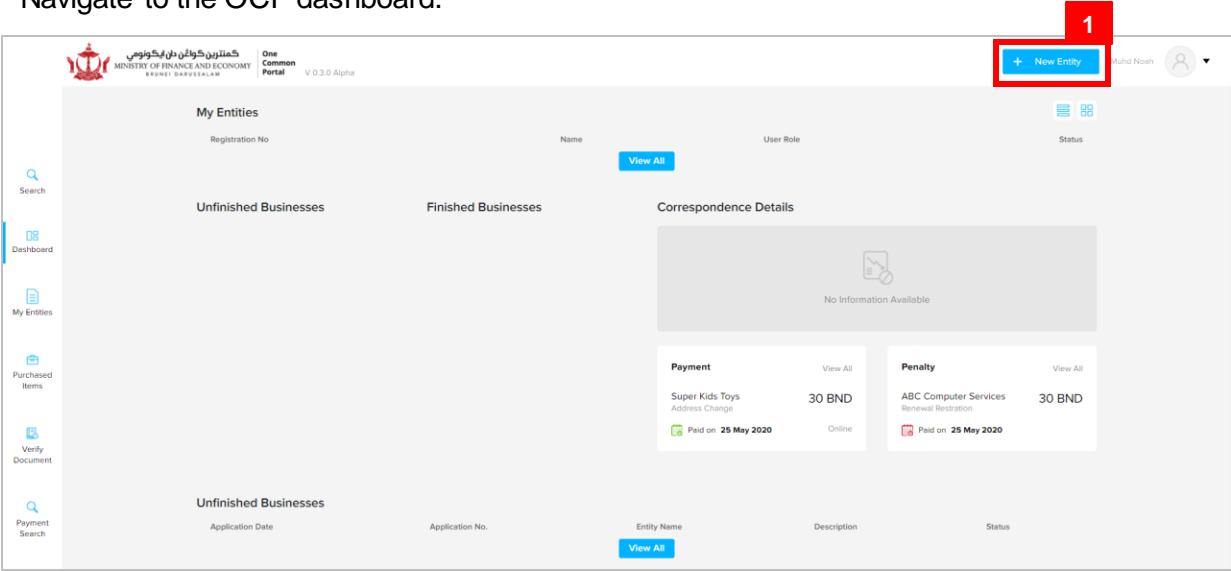 Navigate to the OCP dashboard.
1
كمنترين كواڠن دان ايكونومي
MINISTRY OF FINANCE AND ECONOMY
BRUNEI DARUSSALAM
One
Common
Portal V 0.3.0 Alpha
+ New Entity
Muhd Noah
My Entities
Registration No Name User Role Status
View All
Search
Dashboard
My Entities
Purchased
Items
Verify
Document
Payment
Search
Unfinished Businesses Finished Businesses Correspondence Details
No Information Available
Payment View All
Super Kids Toys 30 BND
Address Change
Paid on 25 May 2020 Online
Penalty View All
ABC Computer Services 30 BND
Renewal Restration
Paid on 25 May 2020
Unfinished Businesses
Application Date Application No. Entity Name Description Status
View All